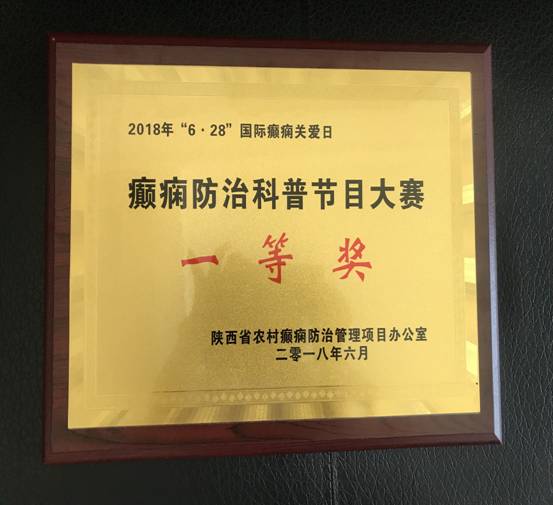 2018年“6·28”国际癫痫关爱日
癫痫防治科普节目大赛
一等奖
陕西省农村癫痫防治管理项目办公室
二零一八年六月